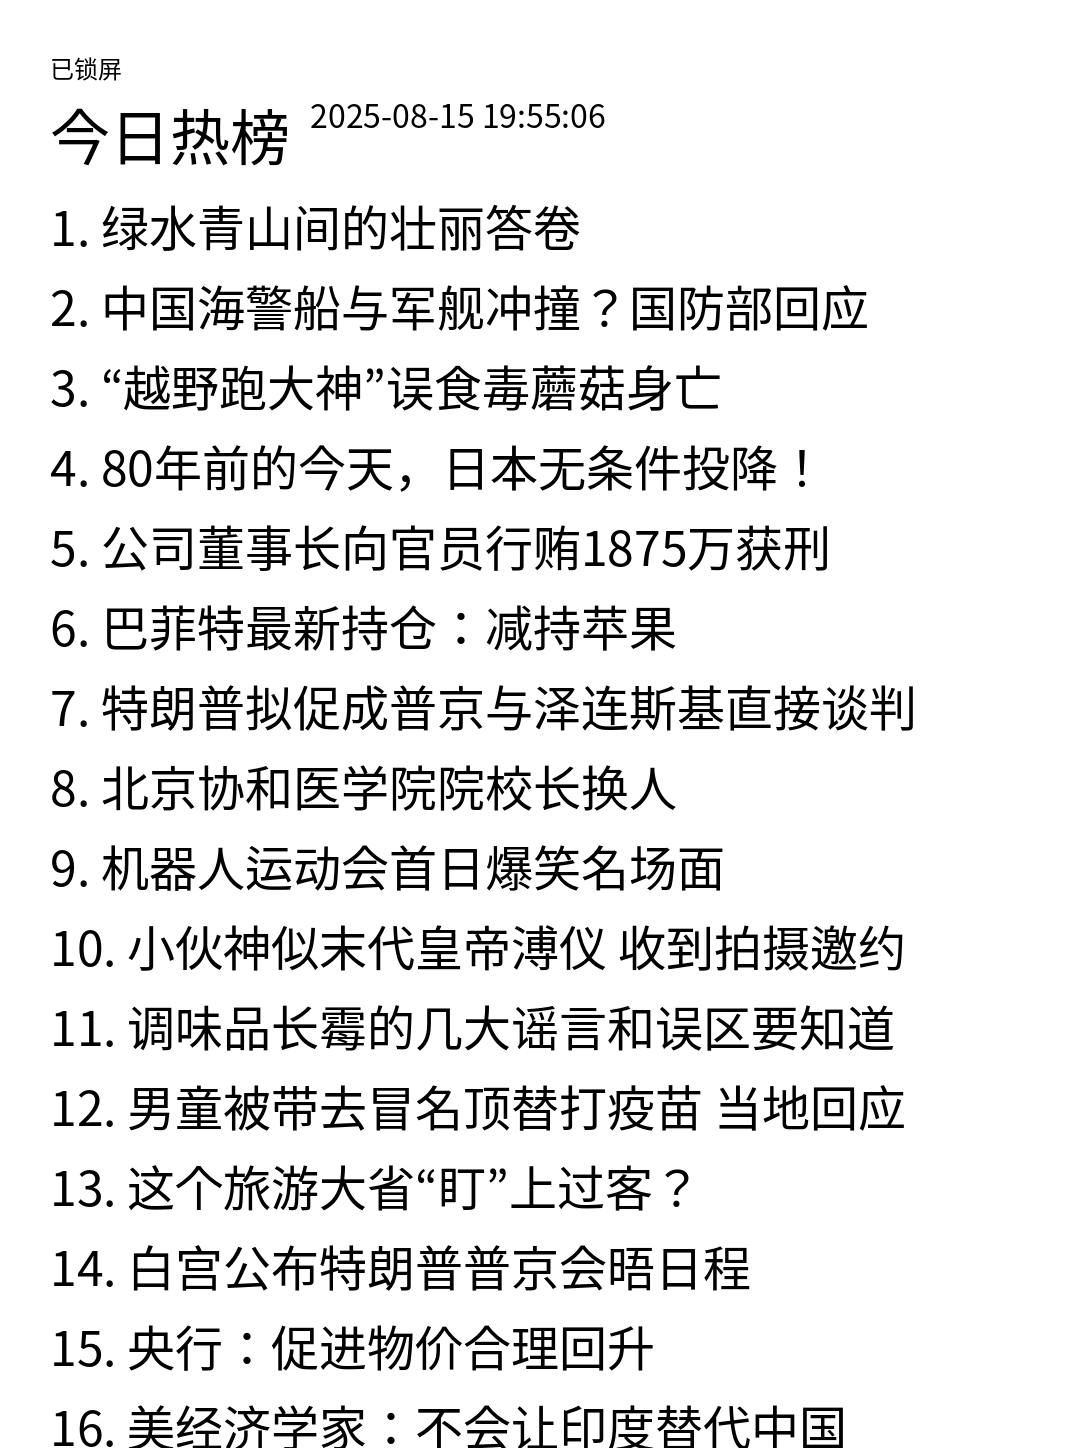 已锁屏
今日热榜 2025-08-15 19:55:06
1. 绿水青山间的壮丽答卷
2. 中国海警船与军舰冲撞？国防部回应
3. “越野跑大神”误食毒蘑菇身亡
4. 80年前的今天，日本无条件投降！
5. 公司董事长向官员行贿1875万获刑
6. 巴菲特最新持仓：减持苹果
7. 特朗普拟促成普京与泽连斯基直接谈判
8. 北京协和医学院院校长换人
9. 机器人运动会首日爆笑名场面
10. 小伙神似末代皇帝溥仪 收到拍摄邀约
11. 调味品长霉的几大谣言和误区要知道
12. 男童被带去冒名顶替打疫苗 当地回应
13. 这个旅游大省“盯”上过客？
14. 白宫公布特朗普普京会晤日程
15. 央行：促进物价合理回升
16. 美经济学家：不会让印度替代中国